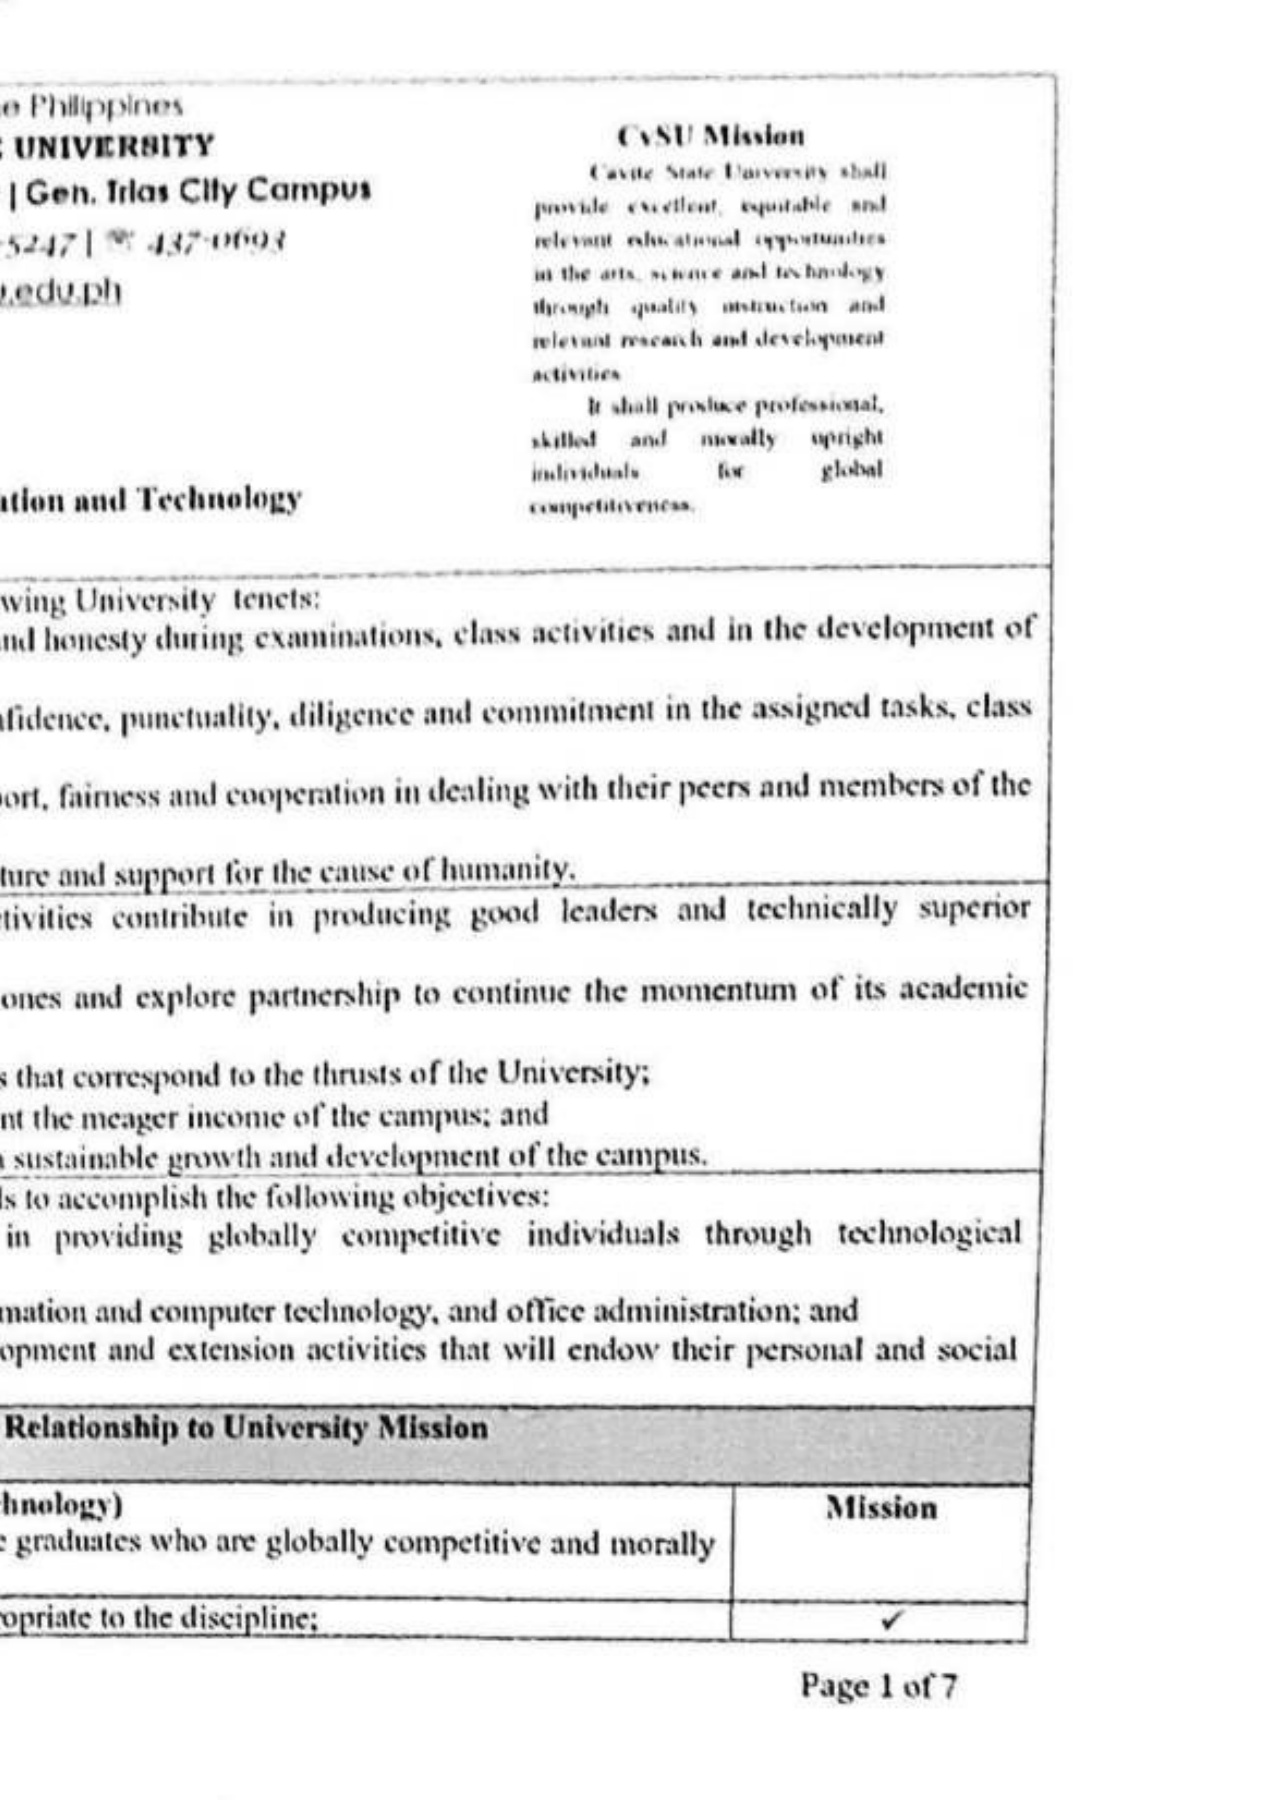 e Philippines
UNIVERSITY
| Gen. Trias City Campus
-5247 | ☏ 437-0693
u.edu.ph
ation and Technology
CvSU Mission
Cavite State University shall
provide excellent, equitable and
relevant educational opportunities
in the arts, science and technology
through quality instruction and
relevant research and development
activities
It shall produce professional,
skilled and morally upright
individuals for global
competitiveness.
wing University tenets:
nd honesty during examinations, class activities and in the development of
nfidence, punctuality, diligence and commitment in the assigned tasks, class
ort, fairness and cooperation in dealing with their peers and members of the
ture and support for the cause of humanity.
tivities contribute in producing good leaders and technically superior
ones and explore partnership to continue the momentum of its academic
s that correspond to the thrusts of the University;
nt the meager income of the campus; and
sustainable growth and development of the campus.
ls to accomplish the following objectives:
in providing globally competitive individuals through technological
mation and computer technology, and office administration; and
opment and extension activities that will endow their personal and social
Relationship to University Mission
hnology)
Mission
e graduates who are globally competitive and morally
opriate to the discipline;
✓
Page 1 of 7